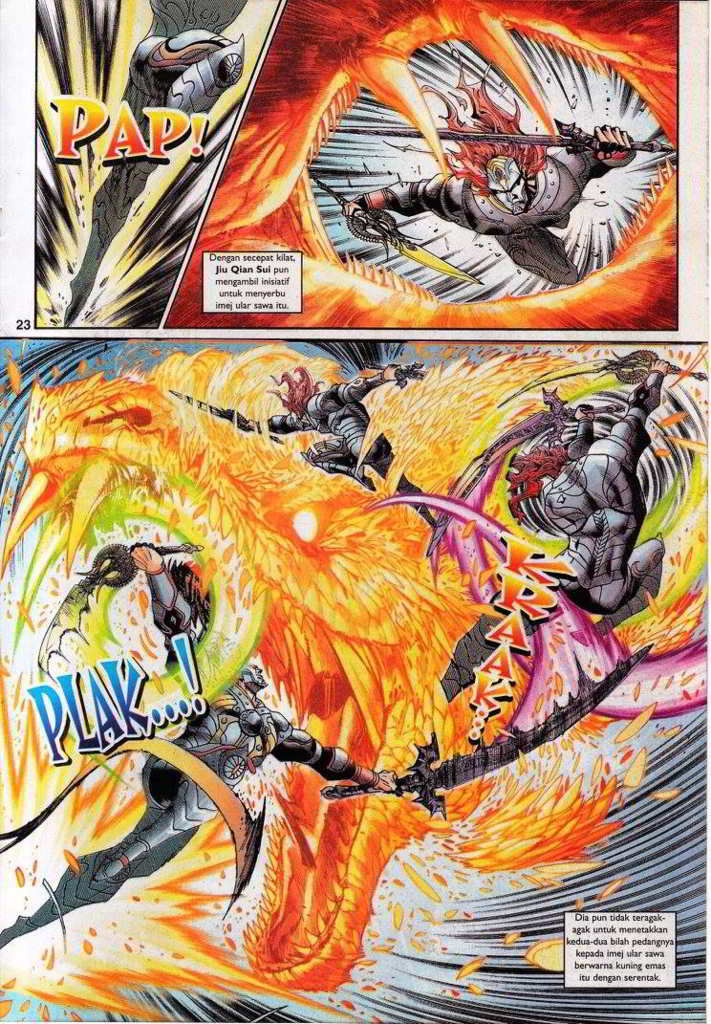 PAP!
Dengan secepat kilat,
Jiu Qian Sui pun
mengambil inisiatif
untuk menyerbu
imej ular sawa itu.
23
KRAAK...
PLAK....!
Dia pun tidak teragak-
agak untuk menetakkan
kedua-dua bilah pedangnya
kepada imej ular sawa
berwarna kuning emas
itu dengan serentak.